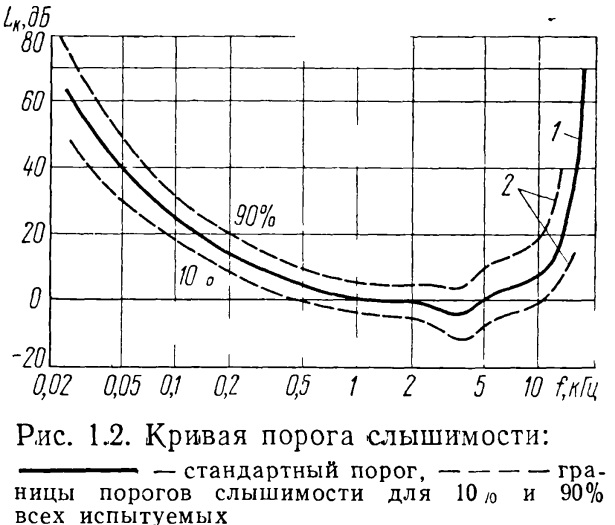 L_к, дБ
80
60
40
20
0
-20
90%
10 о
1
2
0,02 0,05 0,1 0,2 0,5 1 2 5 10 f, кГц
Рис. 1.2. Кривая порога слышимости:
— стандартный порог, — — — — гра-
ницы порогов слышимости для 10 /о и 90%
всех испытуемых